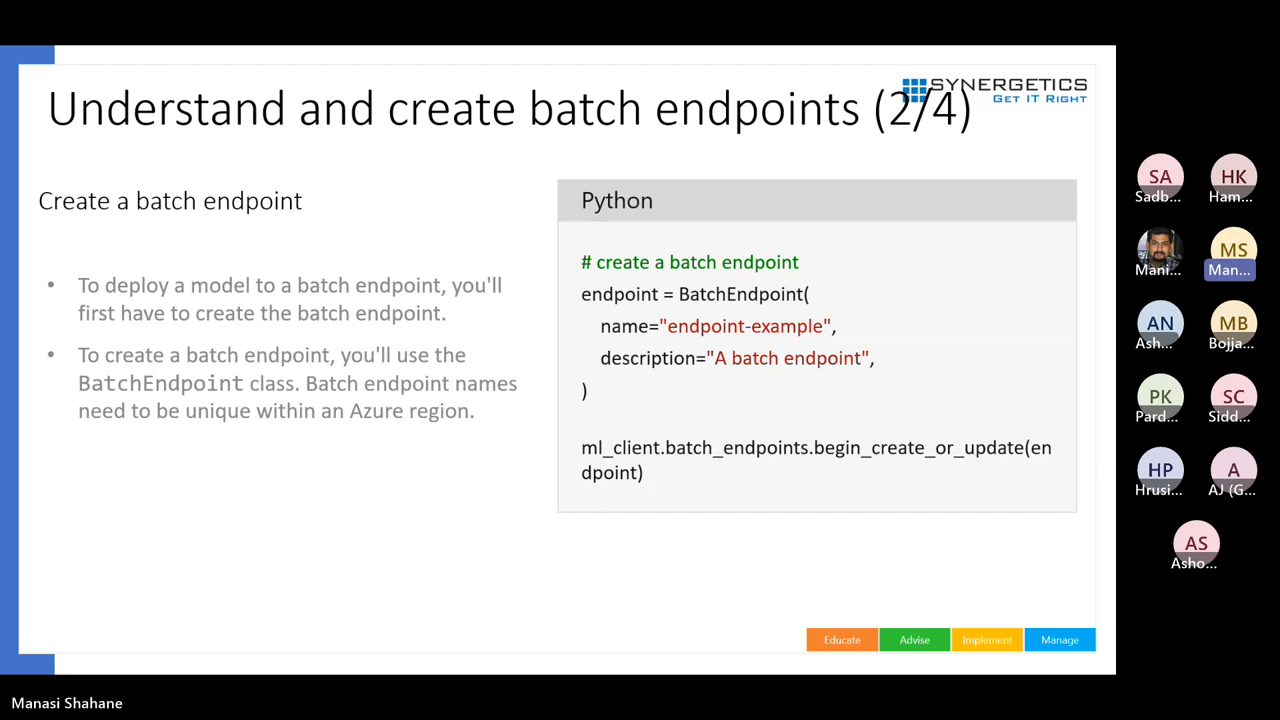 SYNERGETICS
GET IT RIGHT
Understand and create batch endpoints (2/4)
Create a batch endpoint
• To deploy a model to a batch endpoint, you'll
first have to create the batch endpoint.
• To create a batch endpoint, you'll use the
BatchEndpoint class. Batch endpoint names
need to be unique within an Azure region.
Python
# create a batch endpoint
endpoint = BatchEndpoint(
name="endpoint-example",
description="A batch endpoint",
)
ml_client.batch_endpoints.begin_create_or_update(en
dpoint)
Educate
Advise
Implement
Manage
SA
Sadb...
HK
Ham...
Mani...
MS
Man...
AN
Ash...
MB
Bojja...
PK
Pard...
SC
Sidd...
HP
Hrusi...
A
AJ (G...
AS
Asho...
Manasi Shahane